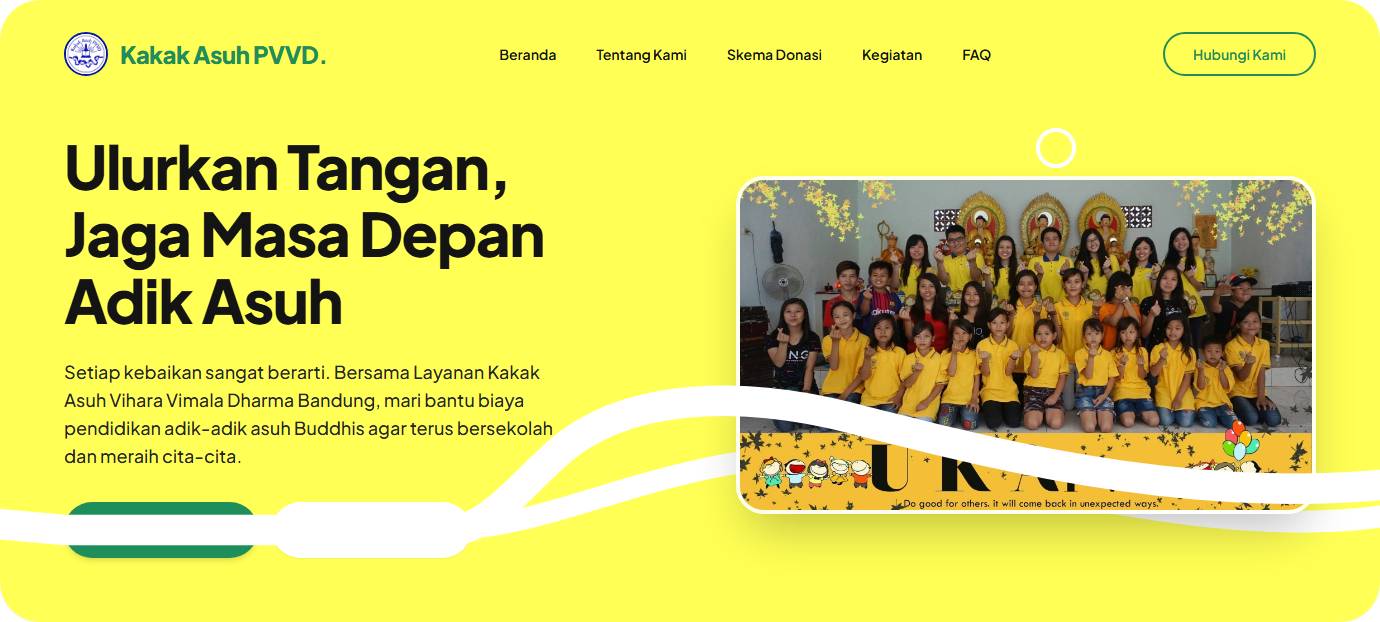 Kakak Asuh PVVD.
Beranda
Tentang Kami
Skema Donasi
Kegiatan
FAQ
Hubungi Kami
Ulurkan Tangan,
Jaga Masa Depan
Adik Asuh
Setiap kebaikan sangat berarti. Bersama Layanan Kakak
Asuh Vihara Vimala Dharma Bandung, mari bantu biaya
pendidikan adik-adik asuh Buddhis agar terus bersekolah
dan meraih cita-cita.
Do good for others, it will come back in unexpected ways.